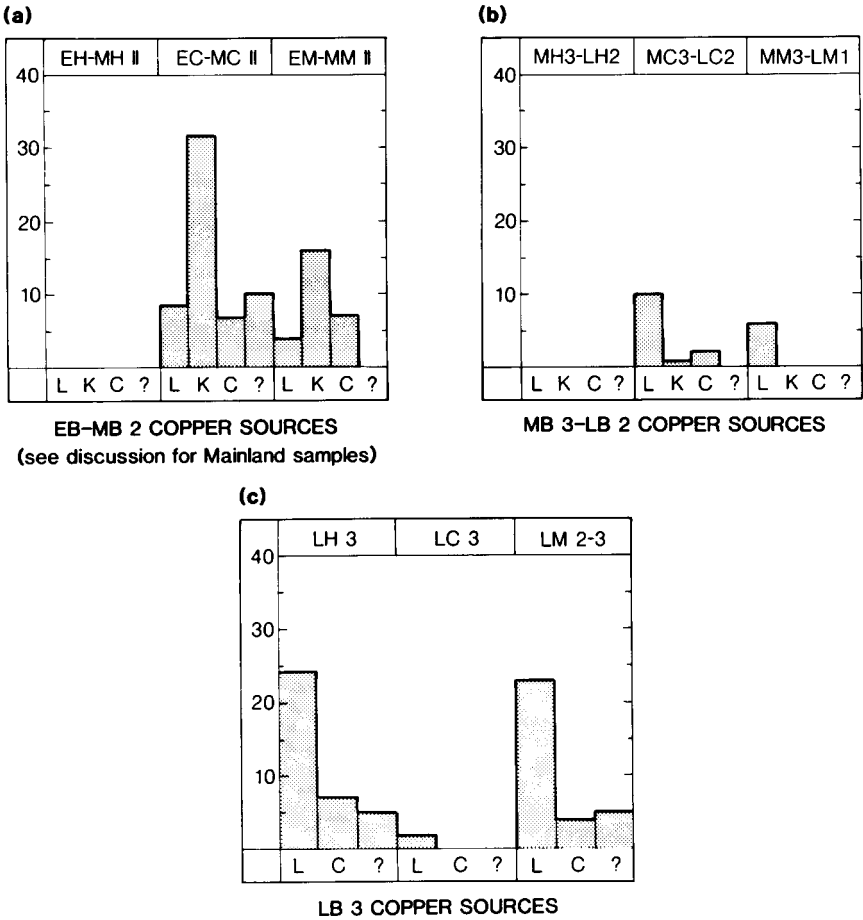 (a)
EH-MH II EC-MC II EM-MM II
40
30
20
10
L K C ? L K C ? L K C ?
EB-MB 2 COPPER SOURCES
(see discussion for Mainland samples)
(b)
MH3-LH2 MC3-LC2 MM3-LM1
40
30
20
10
L K C ? L K C ? L K C ?
MB 3-LB 2 COPPER SOURCES
(c)
LH 3 LC 3 LM 2-3
40
30
20
10
L C ? L C ? L C ?
LB 3 COPPER SOURCES